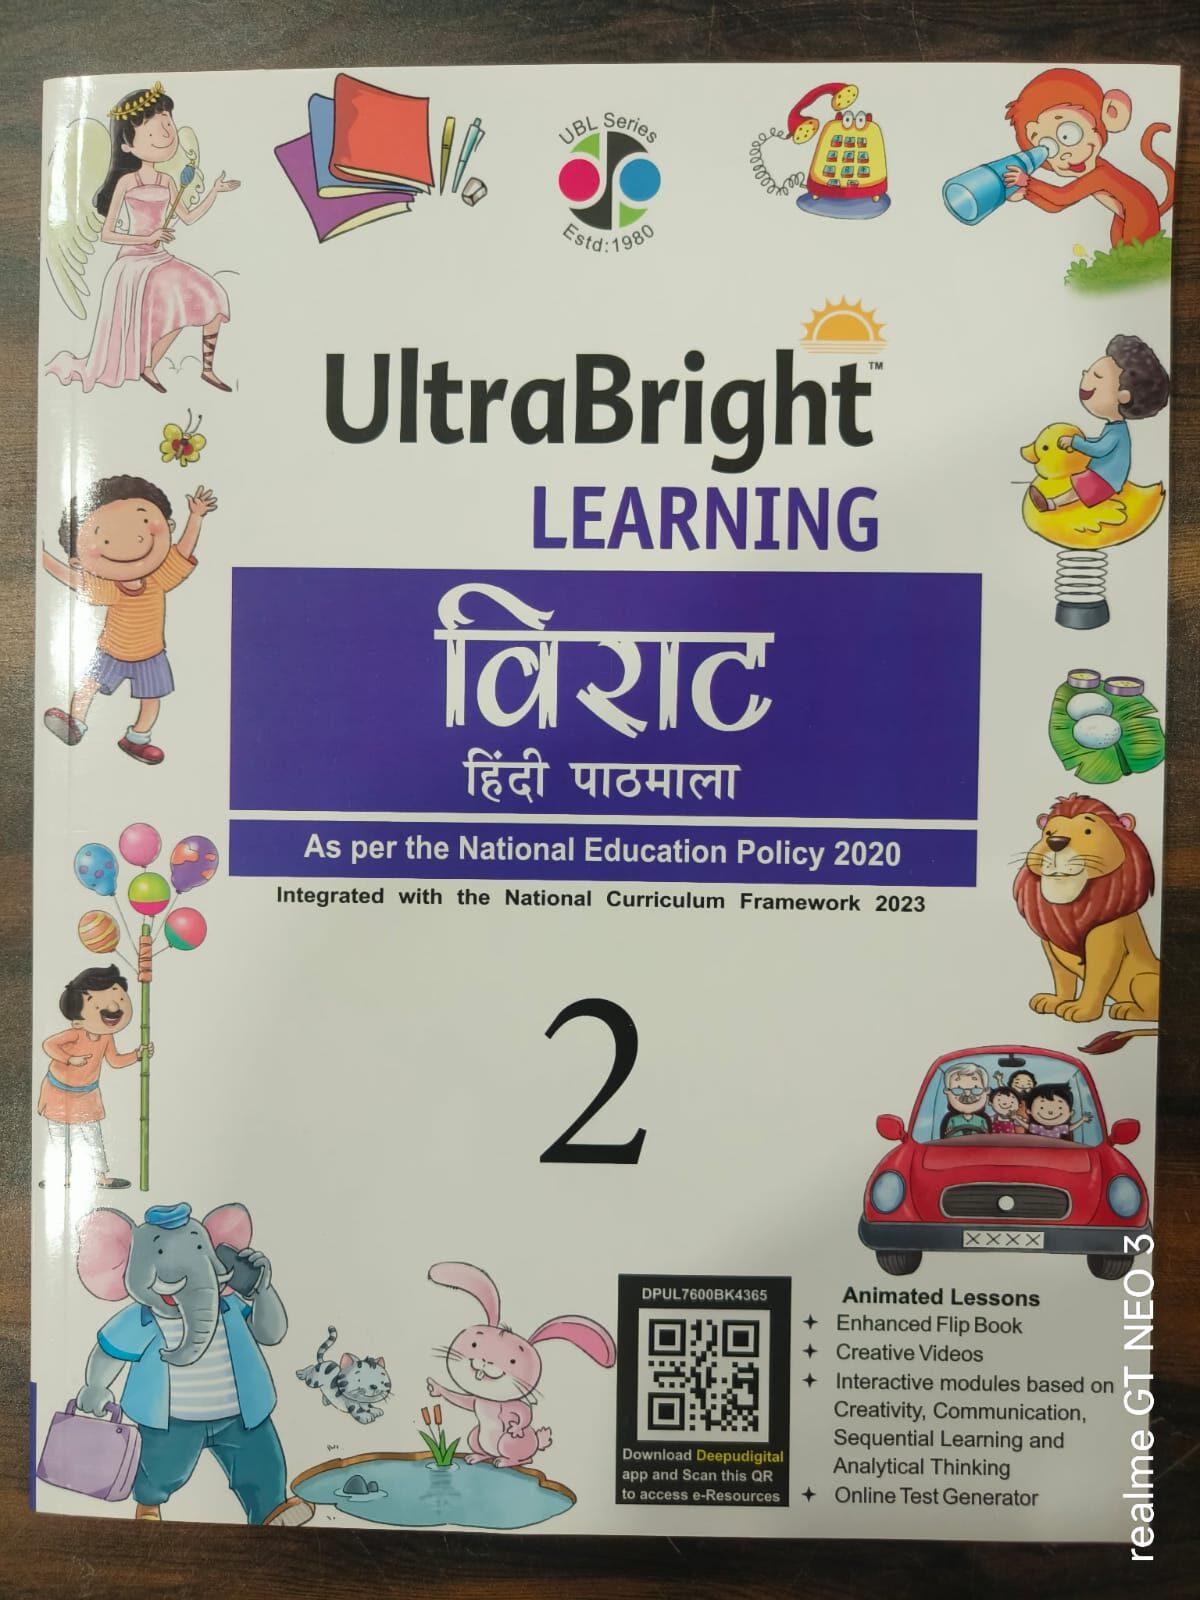 UBL Series
Estd:1980
UltraBright™
LEARNING
विराट
हिंदी पाठमाला
As per the National Education Policy 2020
Integrated with the National Curriculum Framework 2023
2
XXXX
DPUL7600BK4365
Download Deepudigital
app and Scan this QR
to access e-Resources
Animated Lessons
Enhanced Flip Book
Creative Videos
Interactive modules based on
Creativity, Communication,
Sequential Learning and
Analytical Thinking
Online Test Generator
realme GT NEO 3